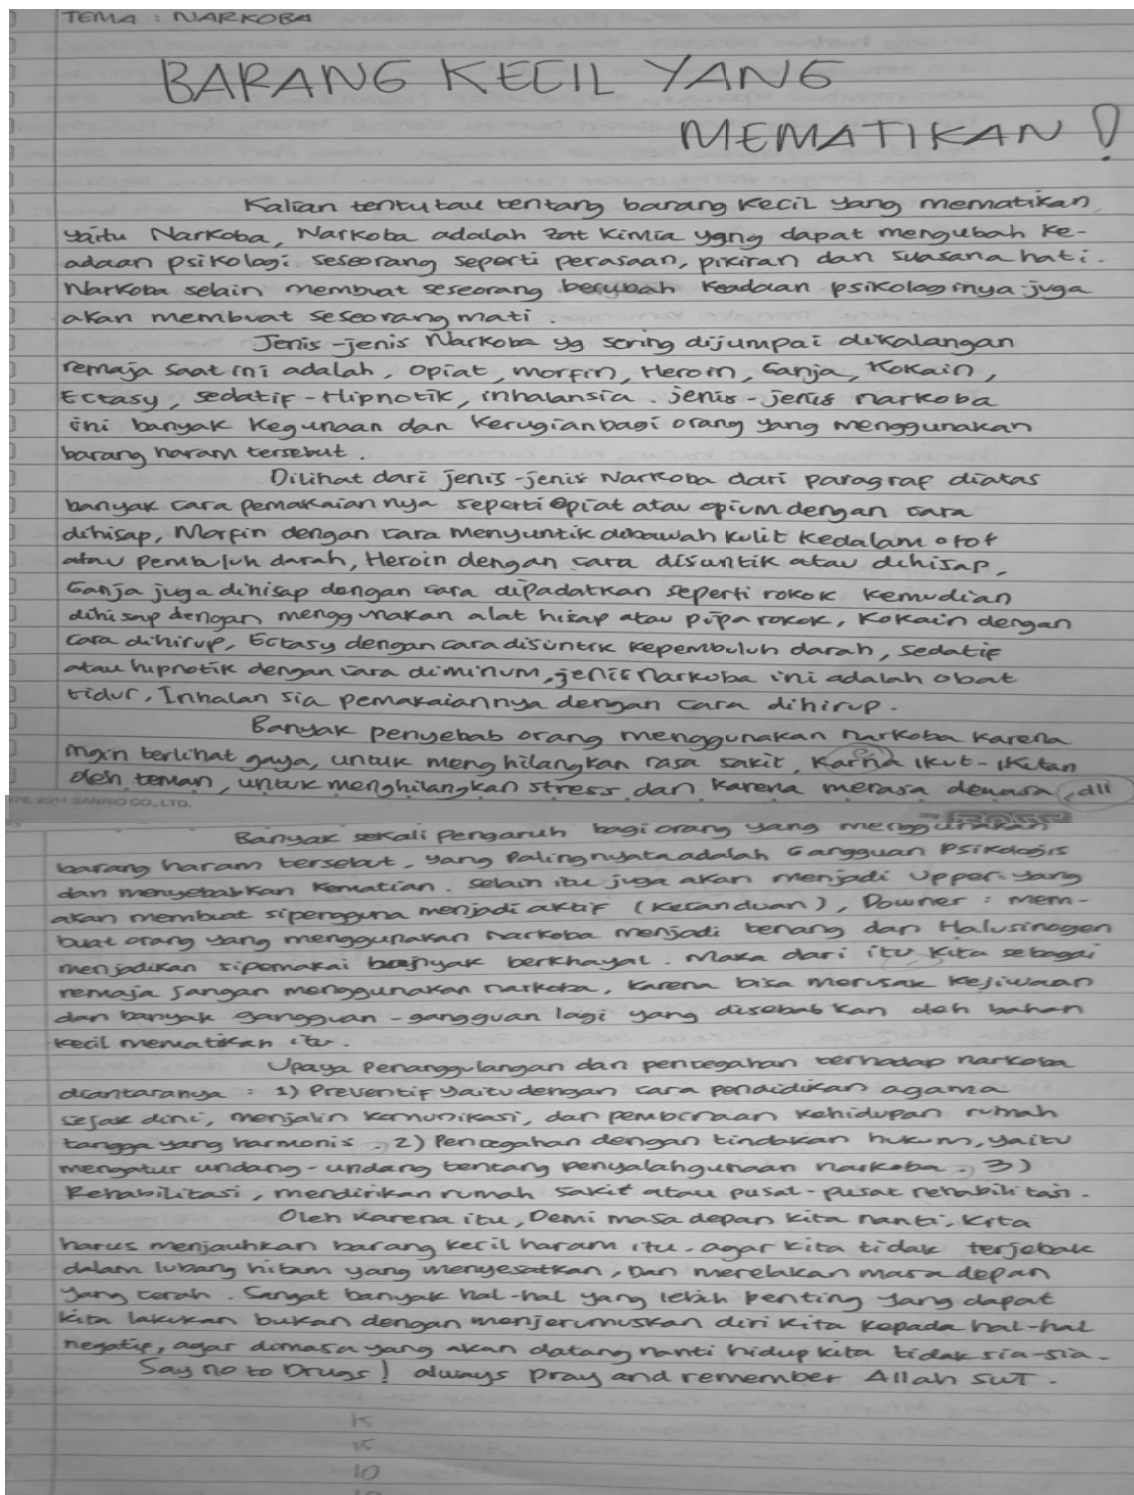 TEMA : NARKOBA
BARANG KECIL YANG
MEMATIKAN !
Kalian tentu tau tentang barang kecil yang mematikan,
yaitu Narkoba, Narkoba adalah zat kimia yang dapat mengubah ke-
adaan psikologi seseorang seperti perasaan, pikiran dan suasana hati.
Narkoba selain membuat seseorang berubah keadaan psikologinya juga
akan membuat seseorang mati.
Jenis-jenis Narkoba yg sering dijumpai dikalangan
remaja saat ini adalah, Opiat, morfin, Heroin, Ganja, Kokain,
Ectasy, Sedatif-Hipnotik, inhalansia. jenis-jenis narkoba
ini banyak kegunaan dan kerugian bagi orang yang menggunakan
barang haram tersebut.
Dilihat dari jenis-jenis Narkoba dari paragraf diatas
banyak cara pemakaiannya seperti opiat atau opium dengan cara
dihisap, Morfin dengan cara menyuntik dibawah kulit kedalam otot
atau pembuluh darah, Heroin dengan cara disuntik atau dihisap,
Ganja juga dihisap dengan cara dipadatkan seperti rokok kemudian
dihisap dengan menggunakan alat hisap atau pipa rokok, Kokain dengan
cara dihirup, Ectasy dengan cara disuntik kepembuluh darah, Sedatif
atau hipnotik dengan cara diminum, jenis narkoba ini adalah obat
tidur, Inhalan sia pemakaiannya dengan cara dihirup.
Banyak penyebab orang menggunakan narkoba karena
ingin terlihat gaya, untuk menghilangkan rasa sakit, karna ikut-ikutan
oleh teman, untuk menghilangkan stress dan karena merasa dewasa, dll
2011 SANRIO CO., LTD.
Banyak sekali pengaruh bagi orang yang menggunakan
barang haram tersebut, yang paling nyata adalah Gangguan Psikologis
dan menyebabkan kematian. Selain itu juga akan menjadi Upper: yang
akan membuat sipengguna menjadi aktif (kecanduan), Downer : mem-
buat orang yang menggunakan narkoba menjadi tenang dan Halusinogen
menjadikan sipemakai banyak berkhayal. Maka dari itu kita sebagai
remaja jangan menggunakan narkoba, karena bisa merusak kejiwaan
dan banyak gangguan-gangguan lagi yang disebabkan oleh bahan
kecil mematikan itu.
Upaya Penanggulangan dan pencegahan terhadap narkoba
diantaranya : 1) Preventif yaitu dengan cara pendidikan agama
sejak dini, menjalin komunikasi, dan pembinaan kehidupan rumah
tangga yang harmonis. 2) Pencegahan dengan tindakan hukum, yaitu
mengatur undang-undang tentang penyalahgunaan narkoba. 3)
Rehabilitasi, mendirikan rumah sakit atau pusat-pusat rehabilitasi.
Oleh karena itu, Demi masa depan kita nanti, kita
harus menjauhkan barang kecil haram itu. agar kita tidak terjebak
dalam lubang hitam yang menyesatkan, Dan merelakan masa depan
yang cerah. Sangat banyak hal-hal yang lebih penting yang dapat
kita lakukan bukan dengan menjerumuskan diri kita kepada hal-hal
negatif, agar dimasa yang akan datang nanti hidup kita tidak sia-sia.
Say no to Drugs! always pray and remember Allah SWT.
15
15
10